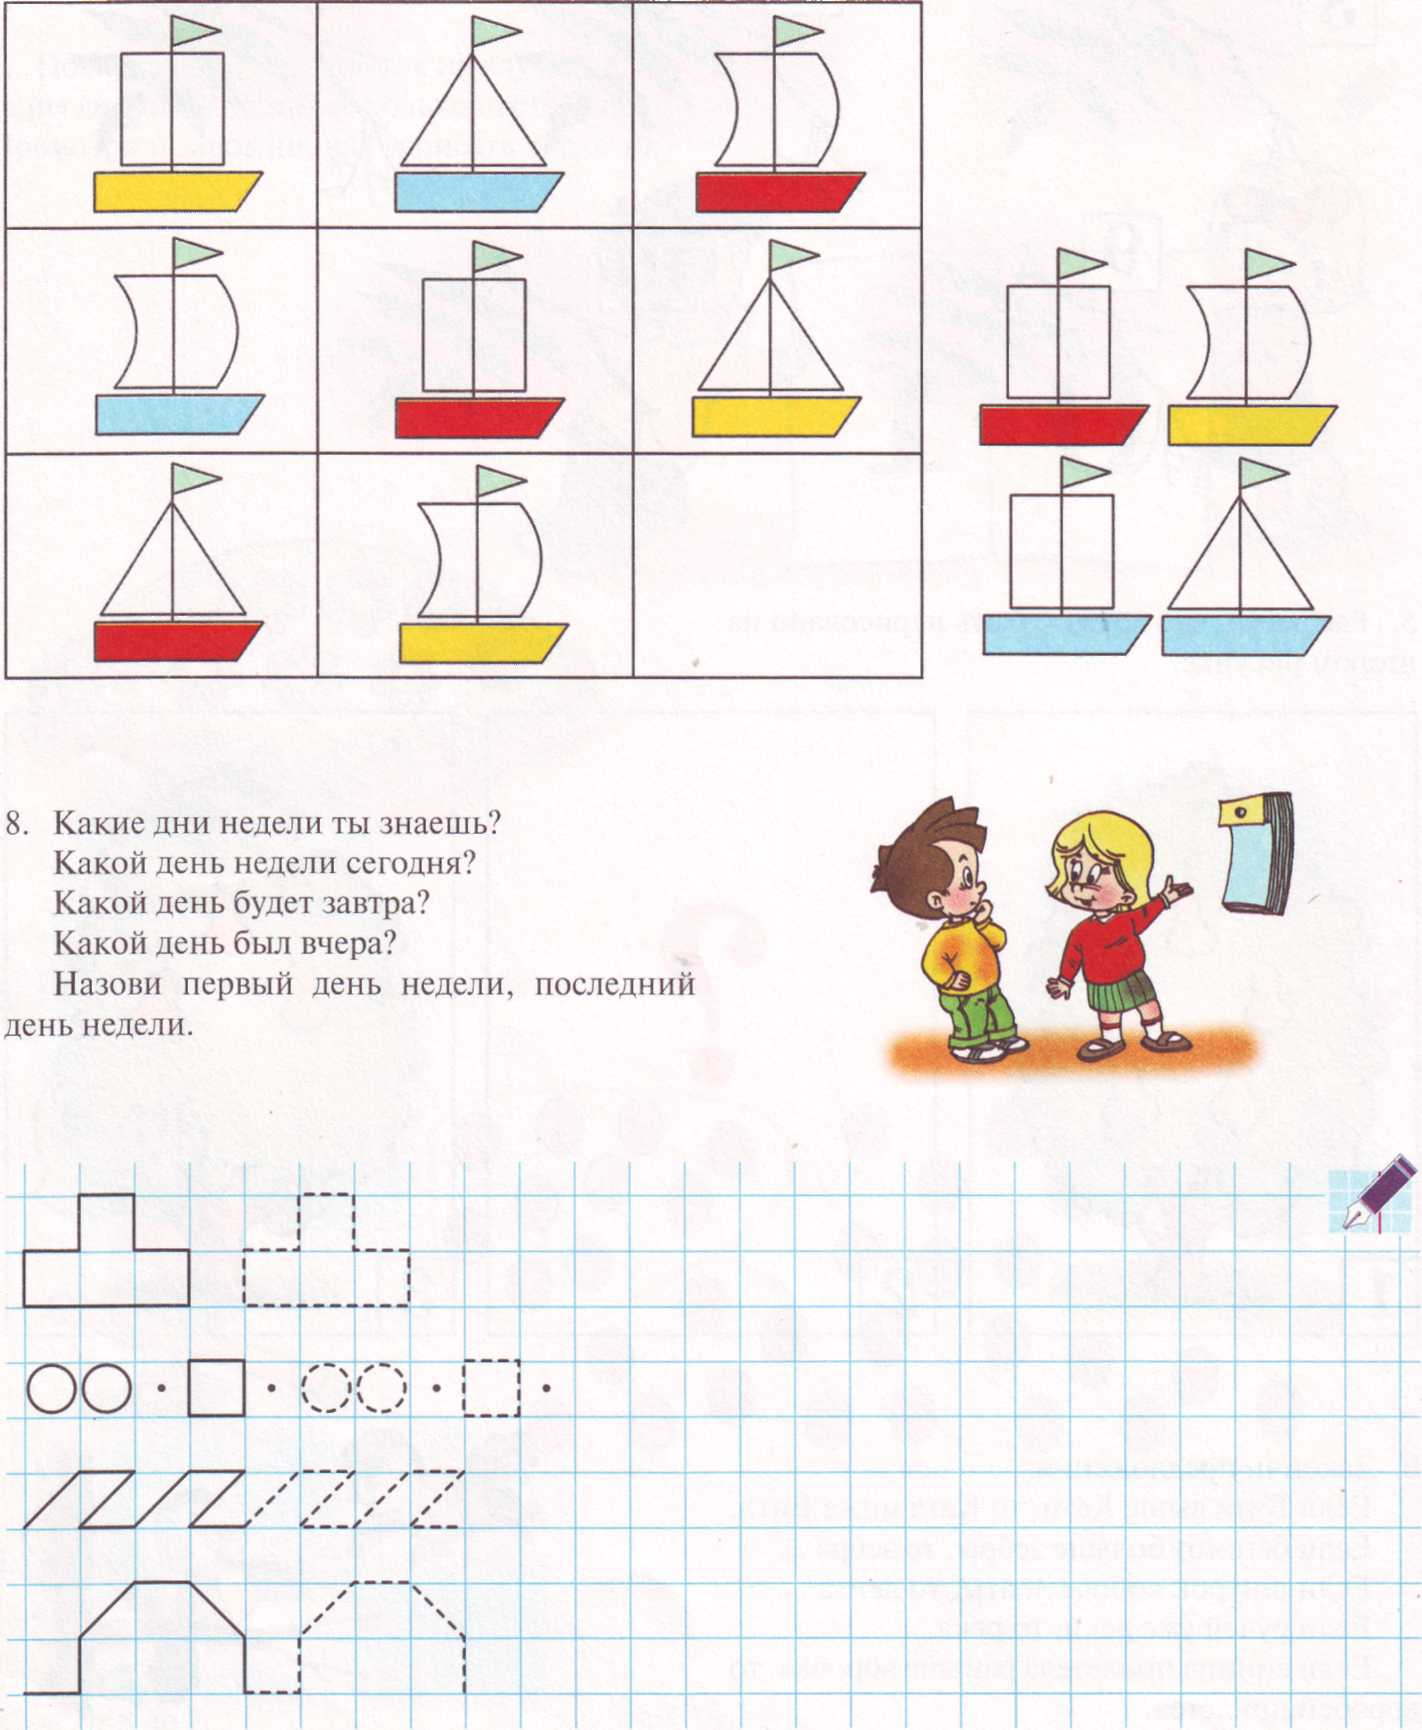 8. Какие дни недели ты знаешь?
Какой день недели сегодня?
Какой день будет завтра?
Какой день был вчера?
Назови первый день недели, последний
день недели.